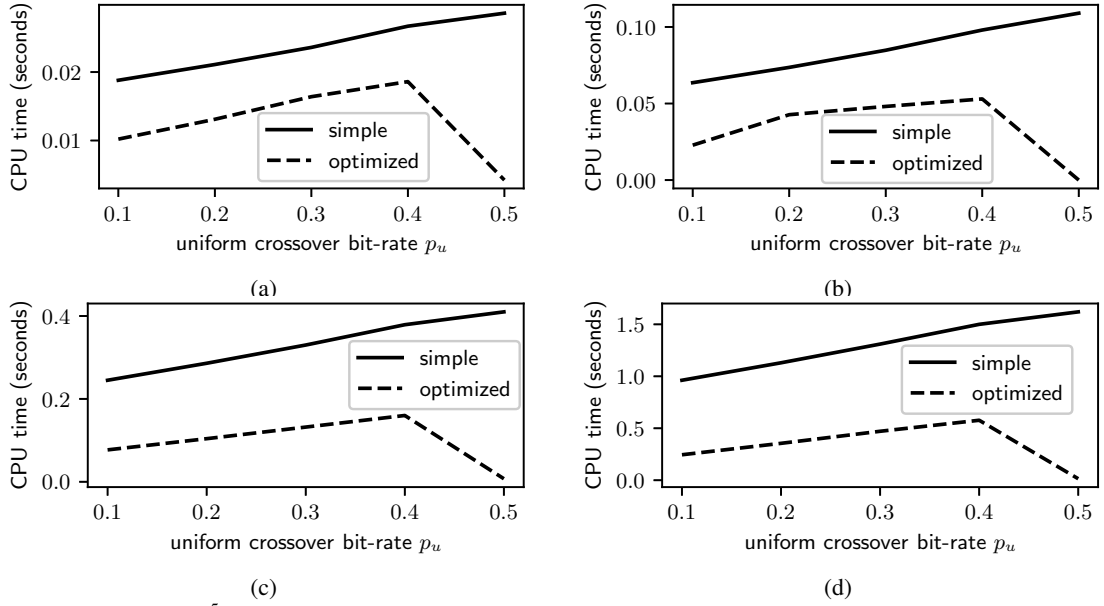 CPU time (seconds)
0.02
0.01
simple
optimized
0.1 0.2 0.3 0.4 0.5
uniform crossover bit-rate p_u
(a)
CPU time (seconds)
0.10
0.05
0.00
simple
optimized
0.1 0.2 0.3 0.4 0.5
uniform crossover bit-rate p_u
(b)
CPU time (seconds)
0.4
0.2
0.0
simple
optimized
0.1 0.2 0.3 0.4 0.5
uniform crossover bit-rate p_u
(c)
CPU time (seconds)
1.5
1.0
0.5
0.0
simple
optimized
0.1 0.2 0.3 0.4 0.5
uniform crossover bit-rate p_u
(d)